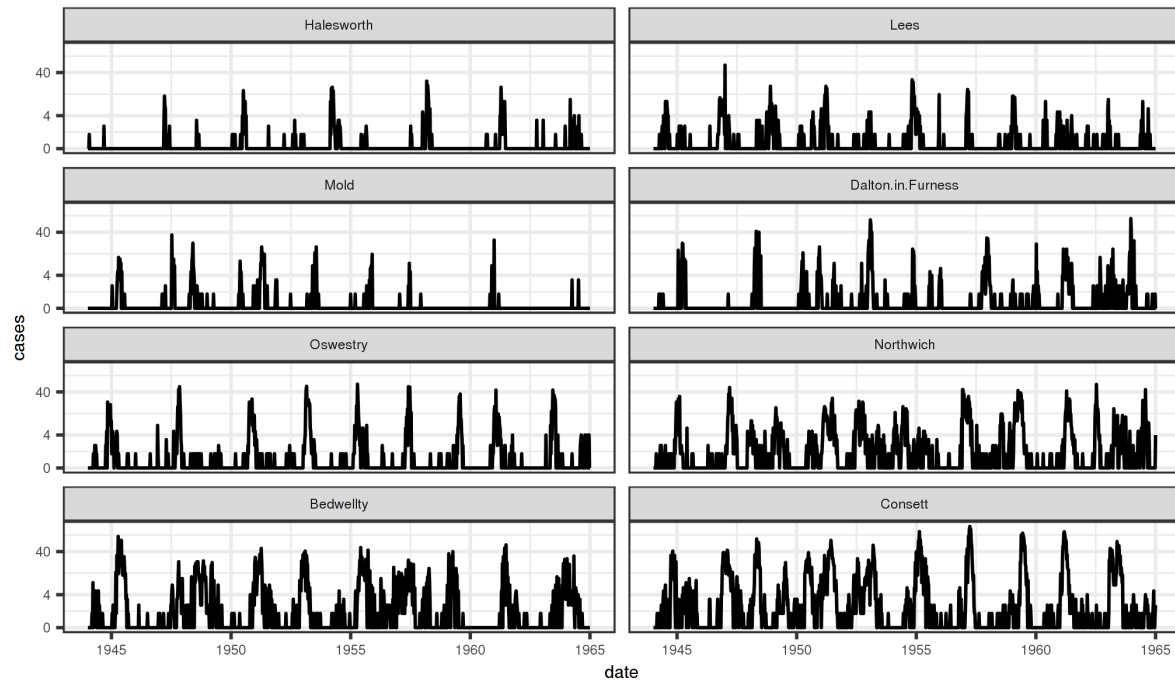 Halesworth Lees
40
4
0
Mold Dalton.in.Furness
40
4
0
cases
Oswestry Northwich
40
4
0
Bedwellty Consett
40
4
0
1945 1950 1955 1960 1965 1945 1950 1955 1960 1965
date